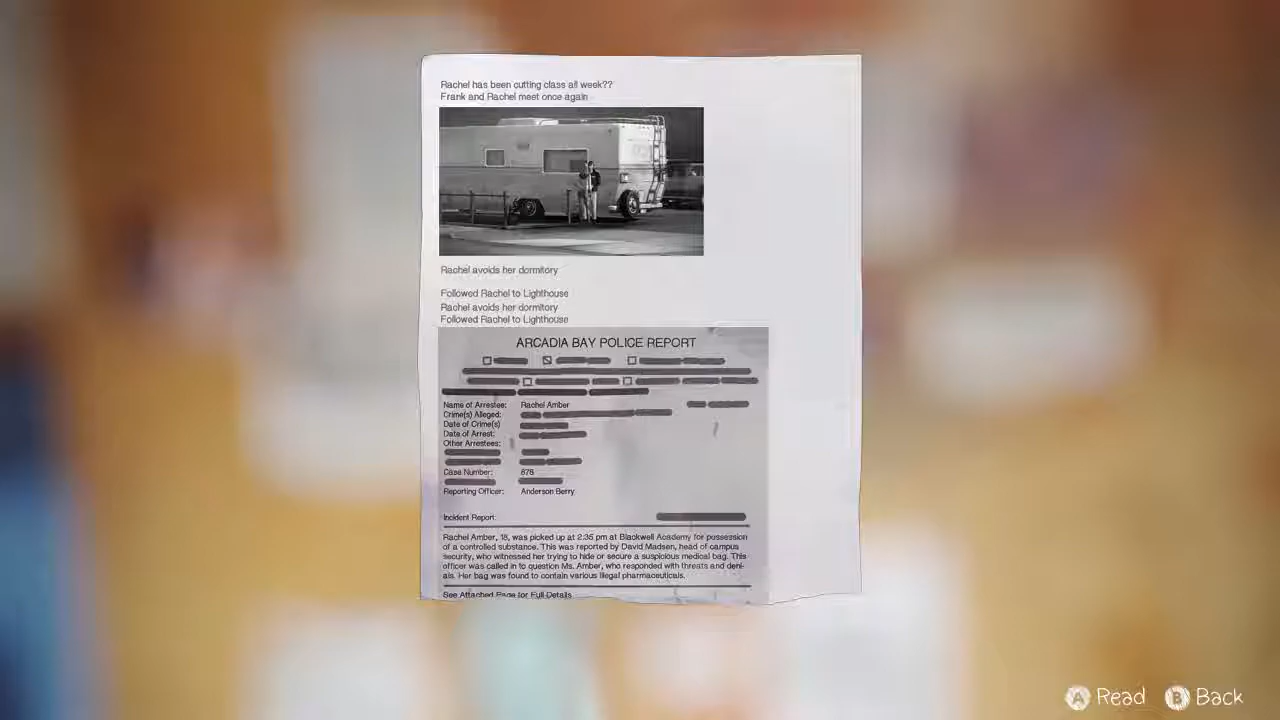 Rachel has been cutting class all week??
Frank and Rachel meet once again
Rachel avoids her dormitory
Followed Rachel to Lighthouse
Rachel avoids her dormitory
Followed Rachel to Lighthouse
ARCADIA BAY POLICE REPORT
Name of Arrestee: Rachel Amber
Crime(s) Alleged:
Date of Crime(s)
Date of Arrest:
Other Arrestees:
Case Number: 878
Reporting Officer: Anderson Berry
Incident Report:
Rachel Amber, 18, was picked up at 2:35 pm at Blackwell Academy for possession
of a controlled substance. This was reported by David Madsen, head of campus
security, who witnessed her trying to hide or secure a suspicious medical bag. This
officer was called in to question Ms. Amber, who responded with threats and deni-
als. Her bag was found to contain various illegal pharmaceuticals.
See Attached Page for Full Details
A Read B Back